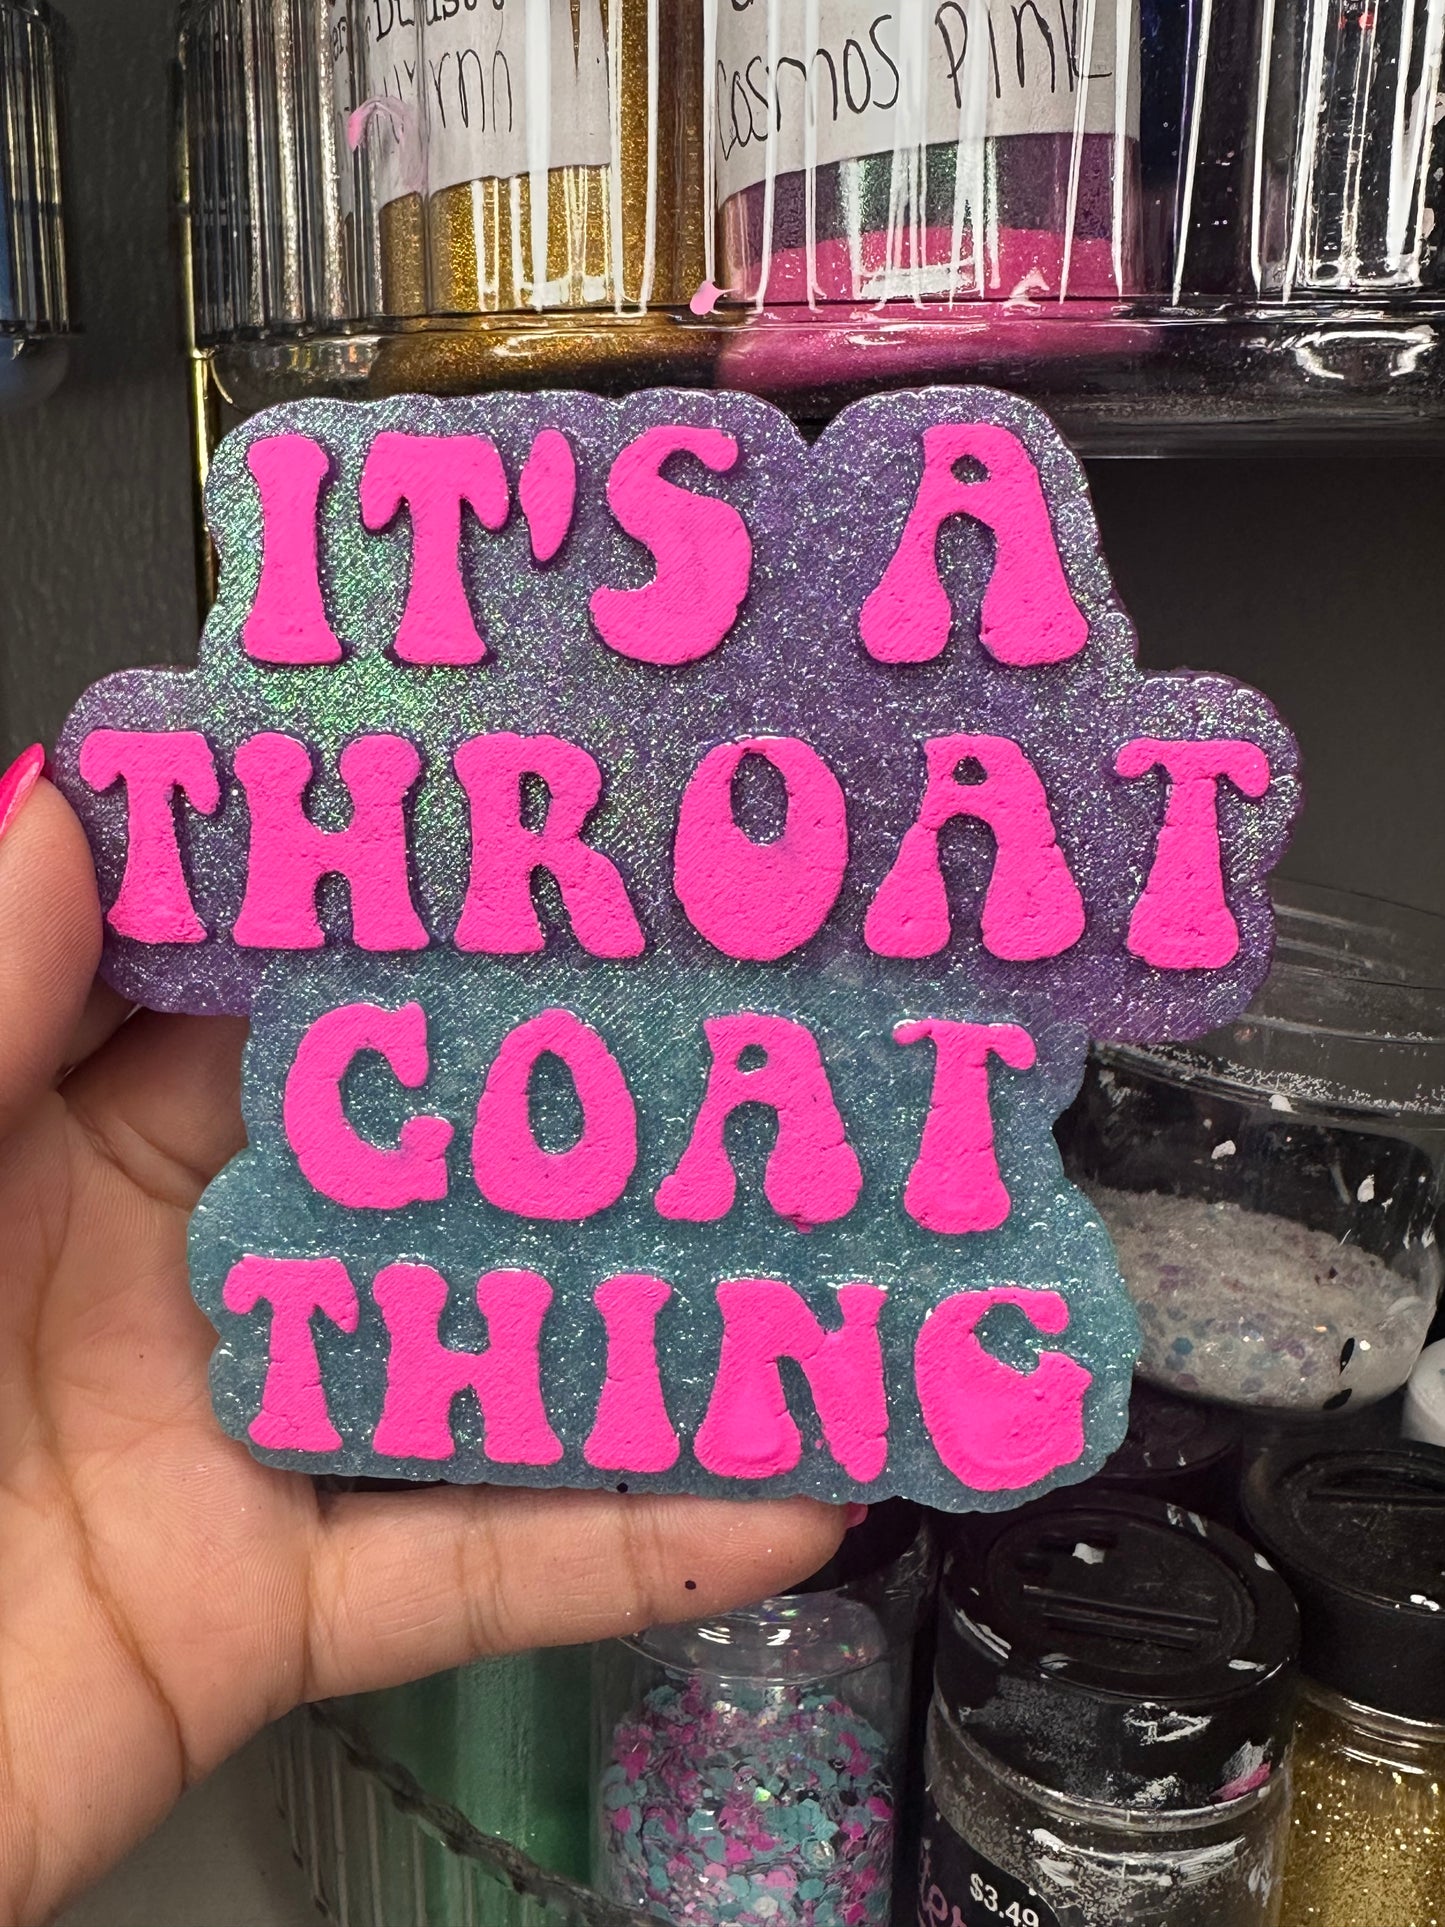 Cosmos Pink
IT'S A
THROAT
COAT
THING
$3.49